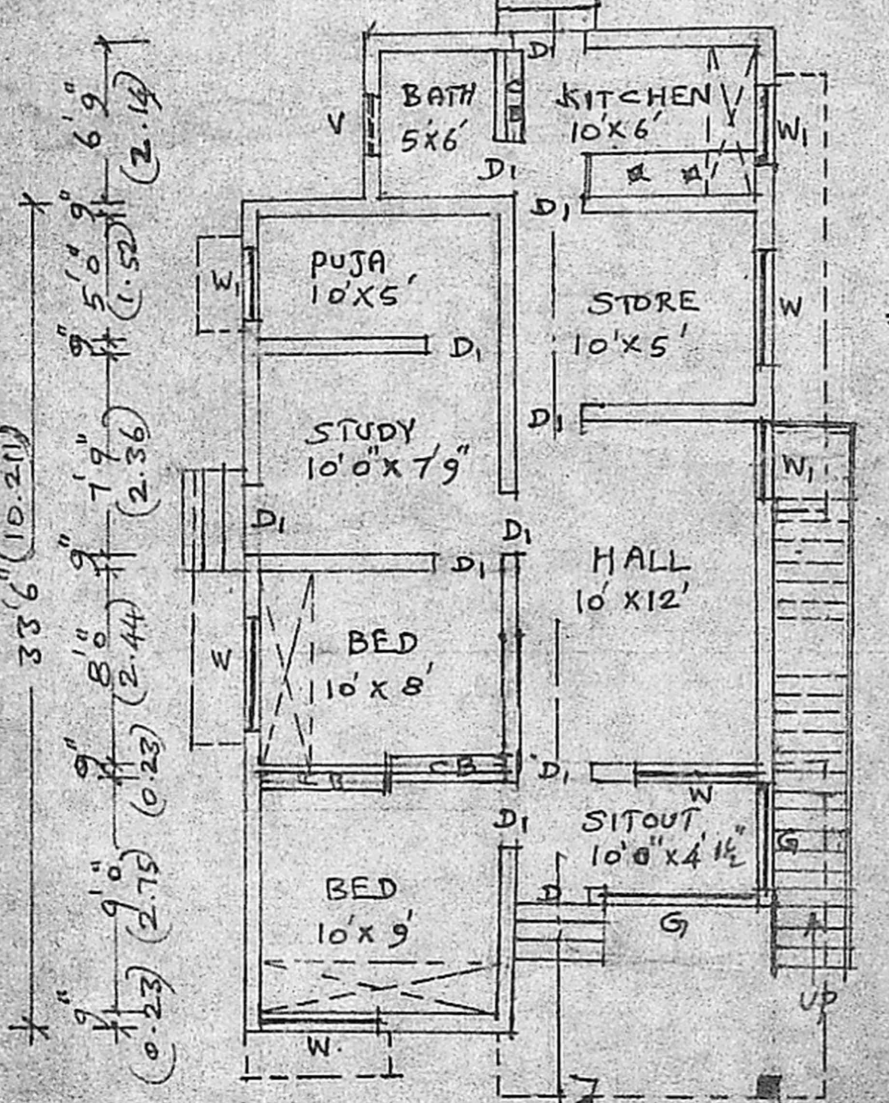 D
BATH
5'X6'
V
KITCHEN
10'X6'
W1
D1
D1
PUJA
10'X5'
W1
D1
STORE
10'X5'
W
D1
STUDY
10'0"X7'9"
D1
D1
D1
W1
HALL
10'X12'
BED
10'X8'
W
CB
CB
D1
D1
W
SITOUT
10'0"X4'1½"
G
D
G
BED
10'X9'
W.
A
UP
6'9"
(2.14)
9"
5'0"
(1.52)
9"
7'9"
(2.36)
9"
8'0"
(2.44)
9"
(0.23)
9'0"
(2.75)
9"
(0.23)
33'6" (10.21)